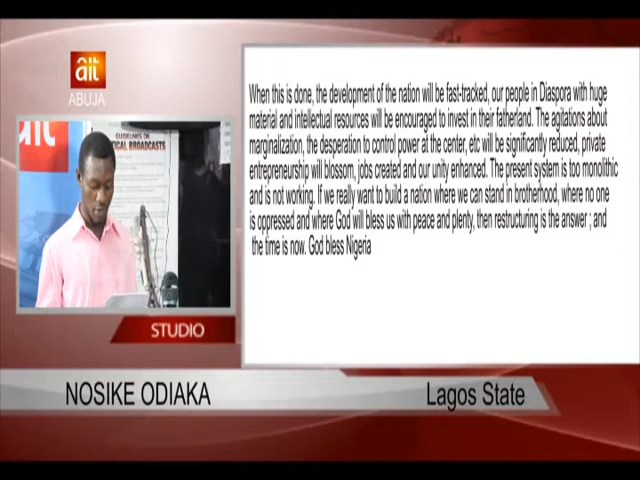 ait
ABUJA
ait
GUIDELINES ON
ICAL BROADCASTS
When this is done, the development of the nation will be fast-tracked, our people in Diaspora with huge
material and intellectual resources will be encouraged to invest in their fatherland. The agitations about
marginalization, the desperation to control power at the center, etc will be significantly reduced, private
entrepreneurship will blossom, jobs created and our unity enhanced. The present system is too monolithic
and is not working. If we really want to build a nation where we can stand in brotherhood, where no one
is oppressed and where God will bless us with peace and plenty, then restructuring is the answer ; and
the time is now. God bless Nigeria
STUDIO
NOSIKE ODIAKA
Lagos State